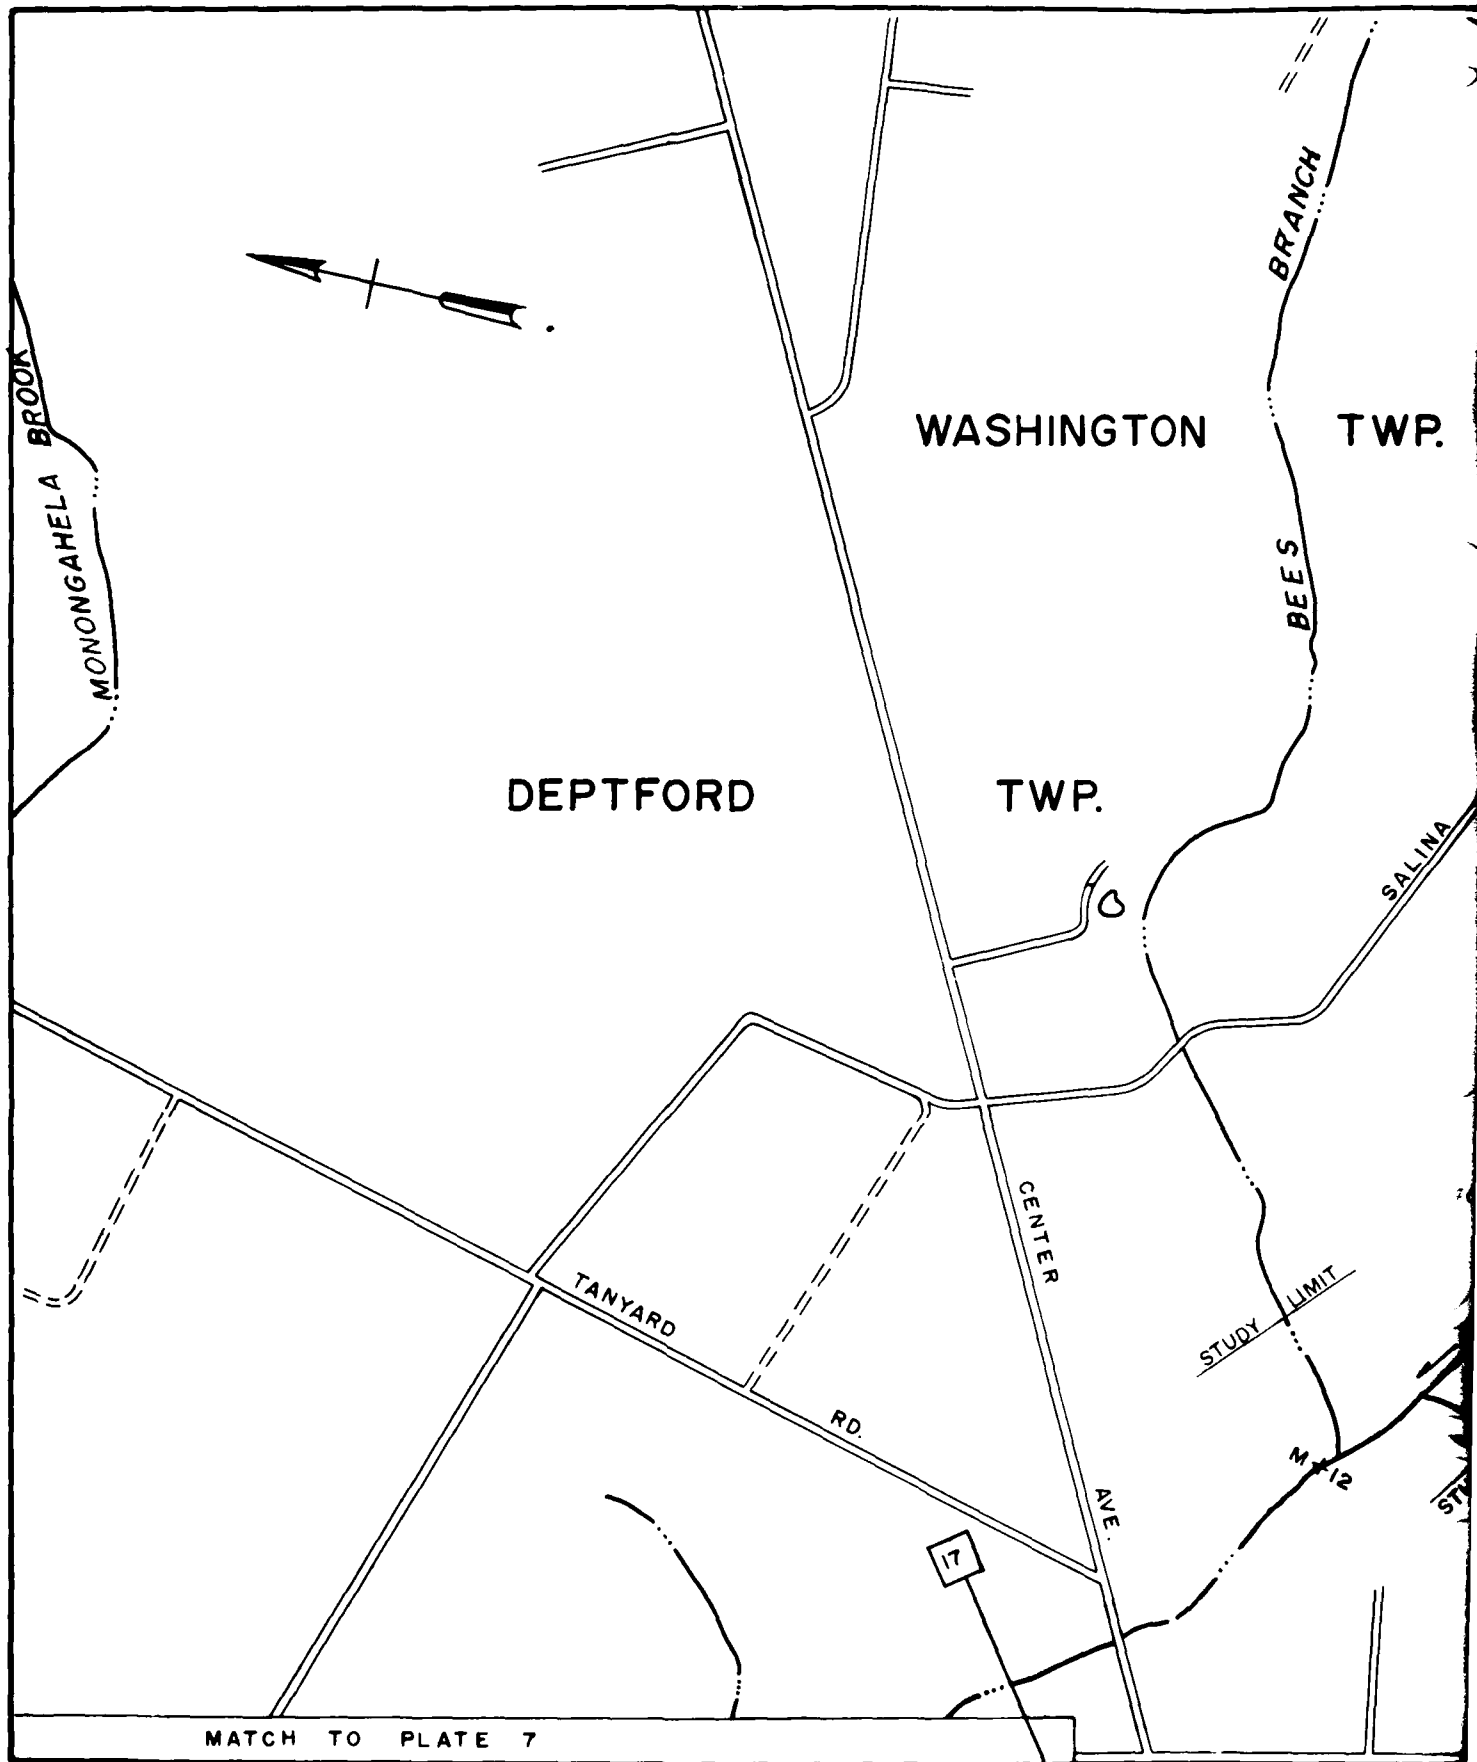 BEES BRANCH
MONONGAHELA BROOK
WASHINGTON TWP.
DEPTFORD TWP.
SALINA
CENTER AVE.
TANYARD RD.
STUDY LIMIT
M 12
17
MATCH TO PLATE 7